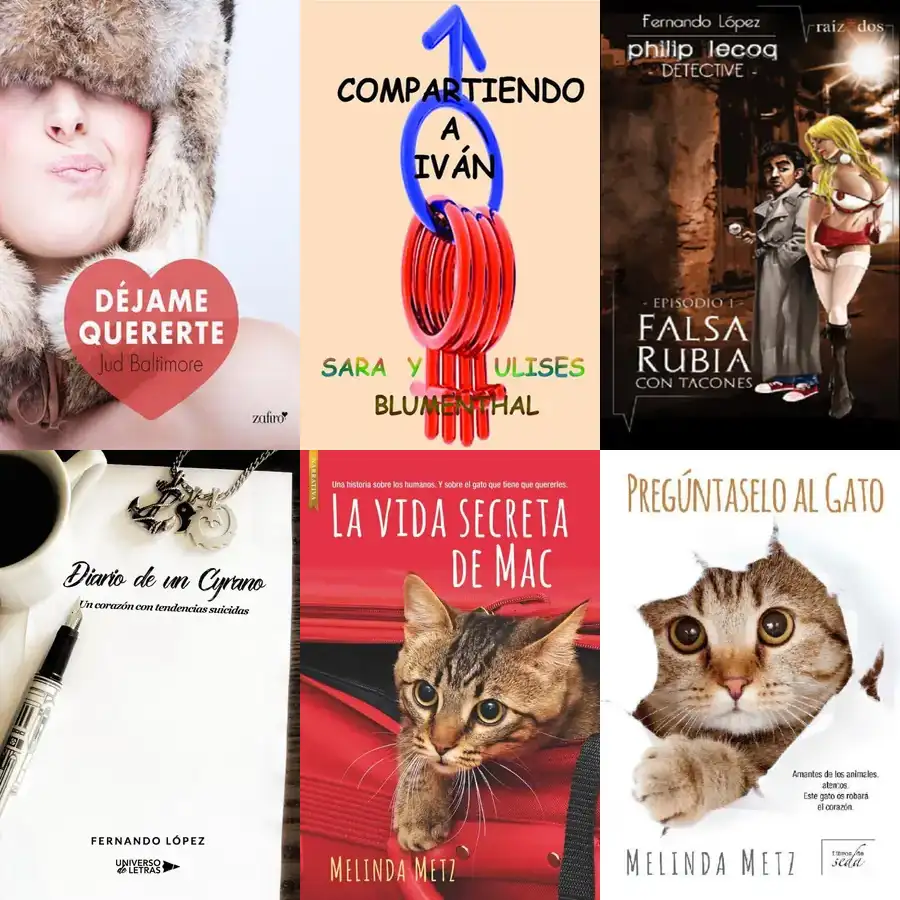 DÉJAME
QUERERTE
Jud Baltimore
zafiro
COMPARTIENDO
A
IVÁN
SARA Y ULISES
BLUMENTHAL
Fernando López
raiz dos
philip lecoq
- DETECTIVE -
- EPISODIO 1 -
FALSA
RUBIA
CON TACONES
Diario de un Cyrano
Un corazón con tendencias suicidas
FERNANDO LÓPEZ
UNIVERSO
de LETRAS
NARRATIVA
Una historia sobre los humanos. Y sobre el gato que tiene que quererles.
LA VIDA SECRETA
DE MAC
MELINDA METZ
PREGÚNTASELO AL GATO
Amantes de los animales,
atentos.
Este gato os robará
el corazón.
MELINDA METZ
Libros de
seda